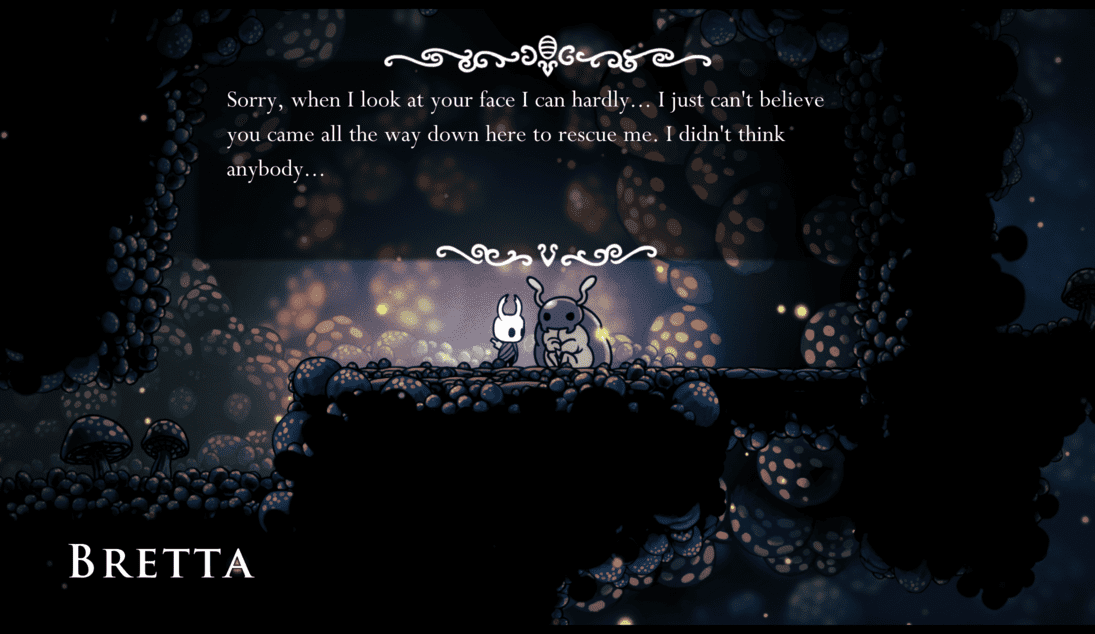 Sorry, when I look at your face I can hardly... I just can't believe
you came all the way down here to rescue me. I didn't think
anybody...
BRETTA